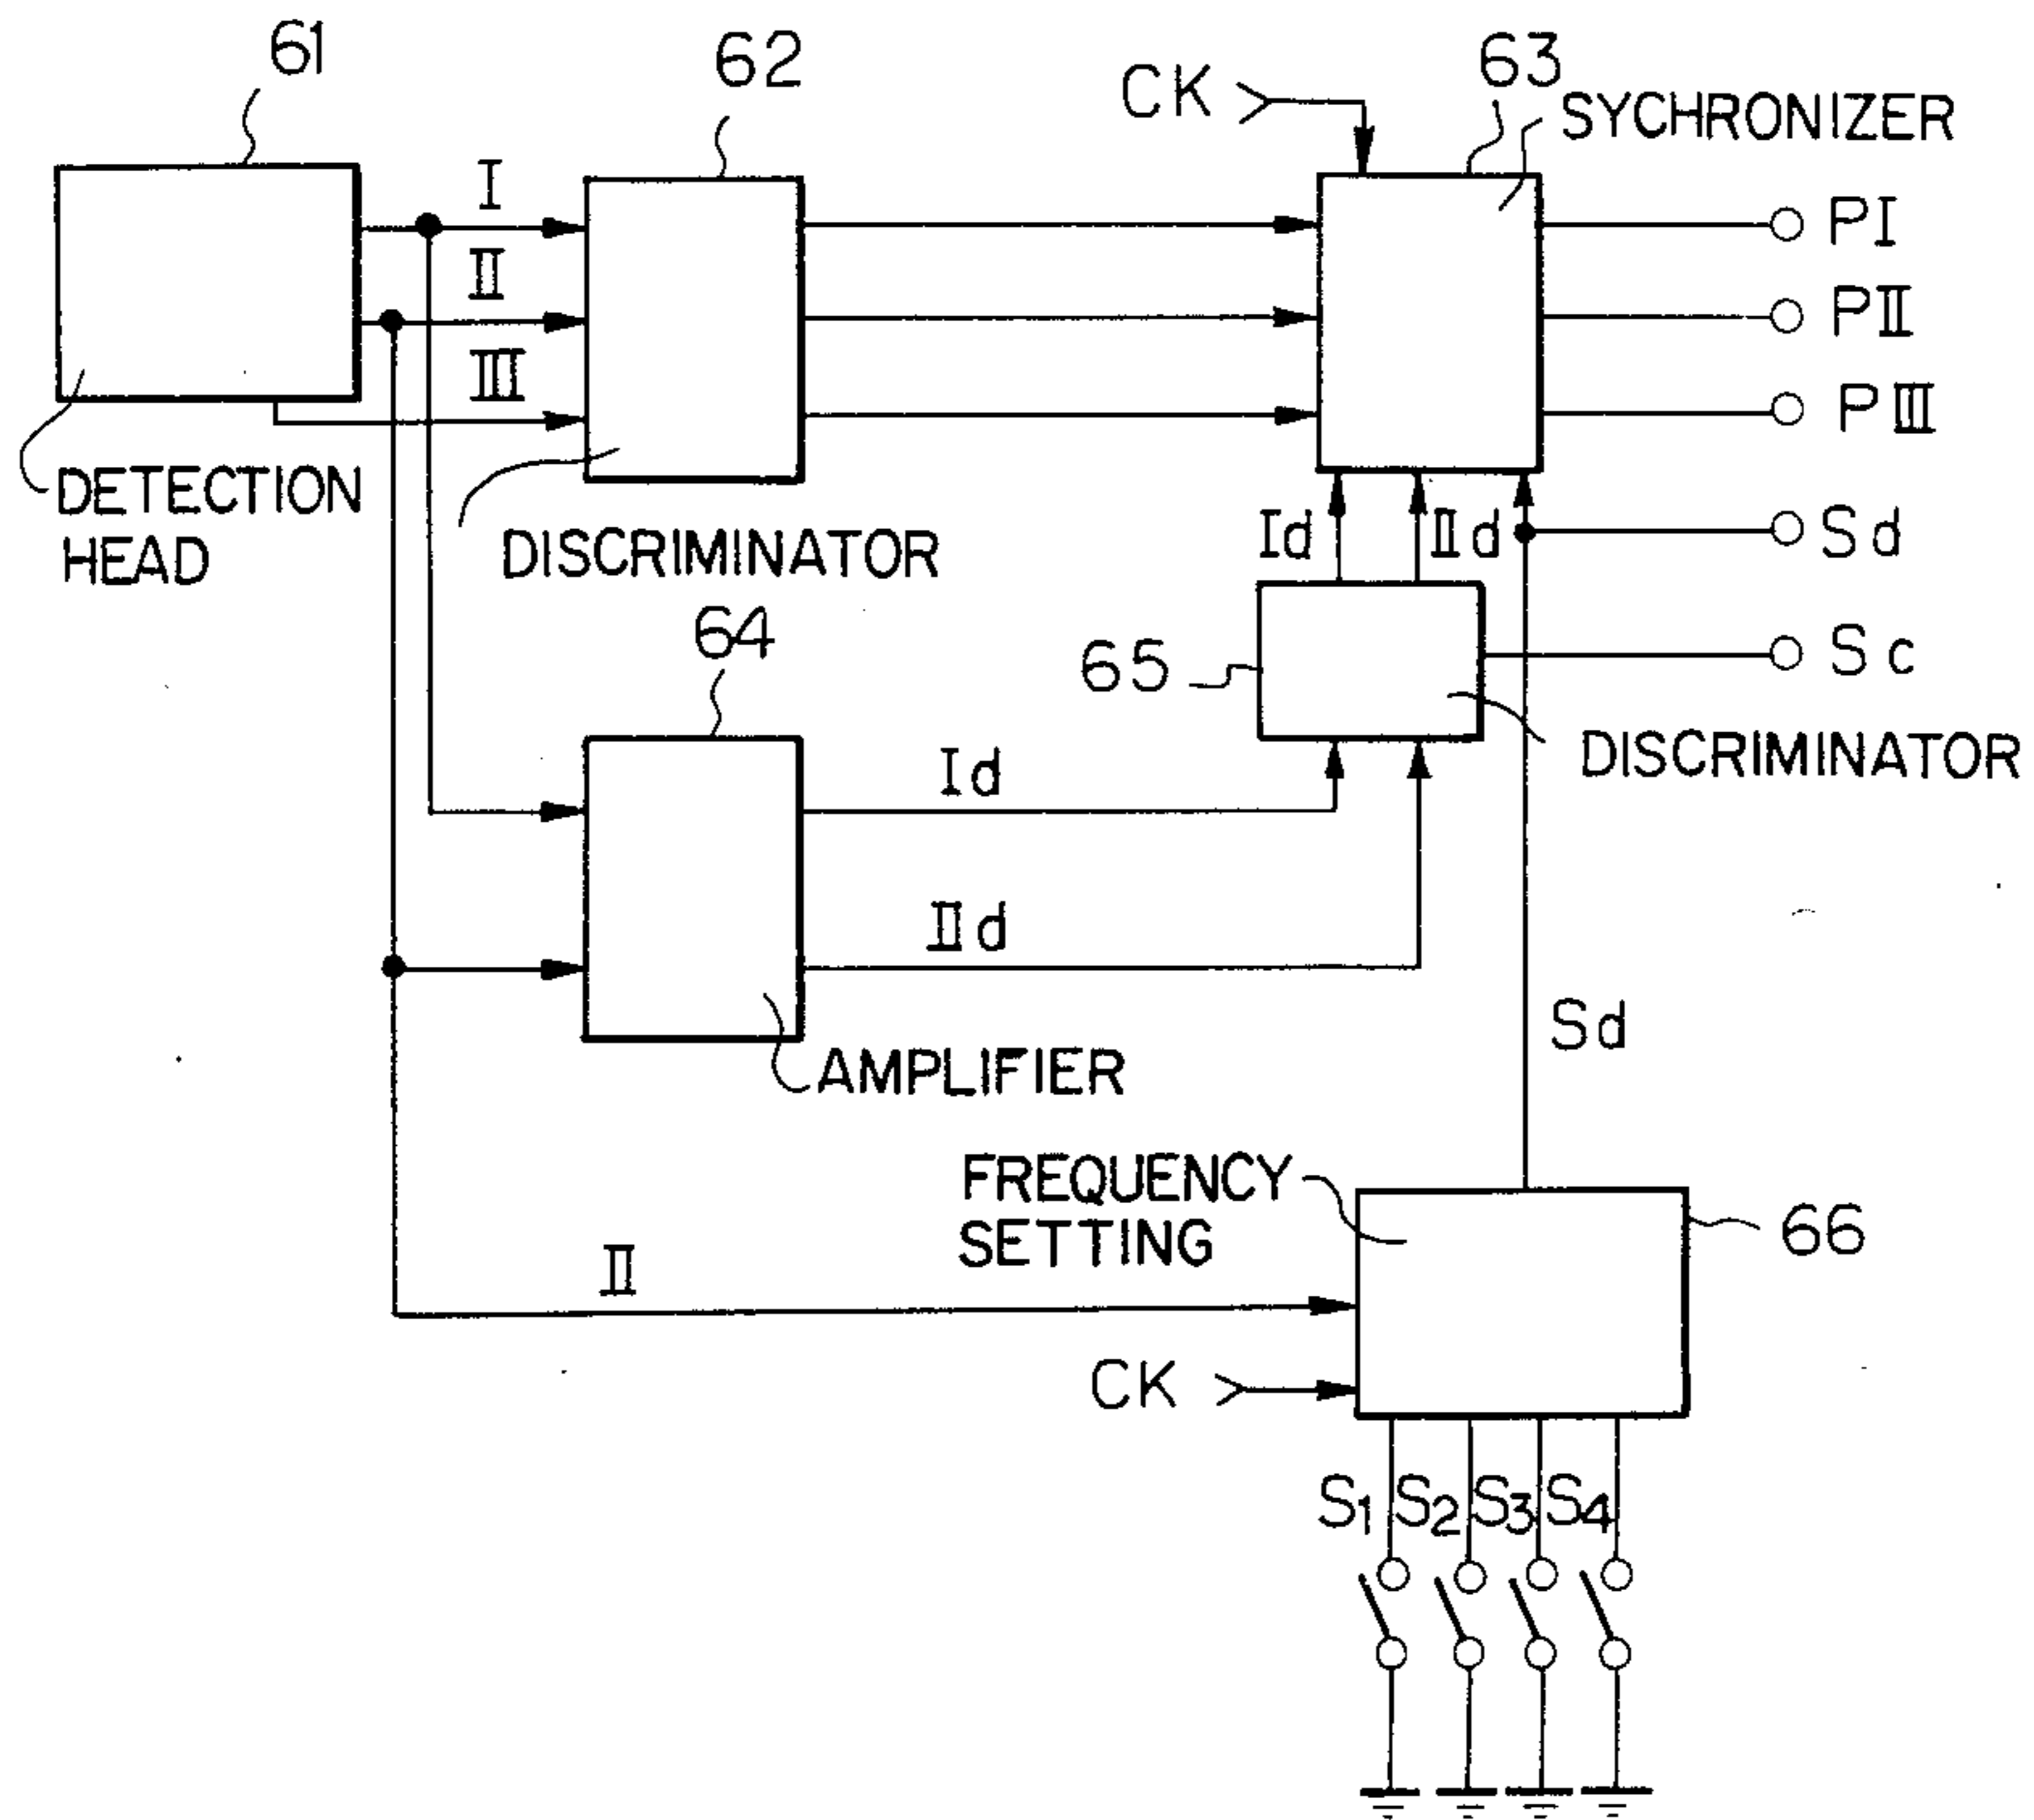 61
62
CK
63
SYCHRONIZER
I
PI
II
PII
III
PIII
DETECTION
HEAD
DISCRIMINATOR
Id
IId
Sd
64
65
Sc
DISCRIMINATOR
Id
IId
Sd
AMPLIFIER
FREQUENCY
SETTING
66
II
CK
S1 S2 S3 S4